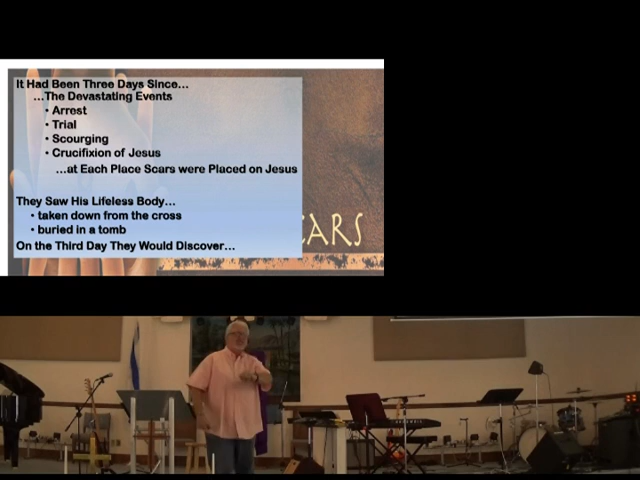 It Had Been Three Days Since...
...The Devastating Events
• Arrest
• Trial
• Scourging
• Crucifixion of Jesus
...at Each Place Scars were Placed on Jesus
They Saw His Lifeless Body...
• taken down from the cross
• buried in a tomb
On the Third Day They Would Discover...